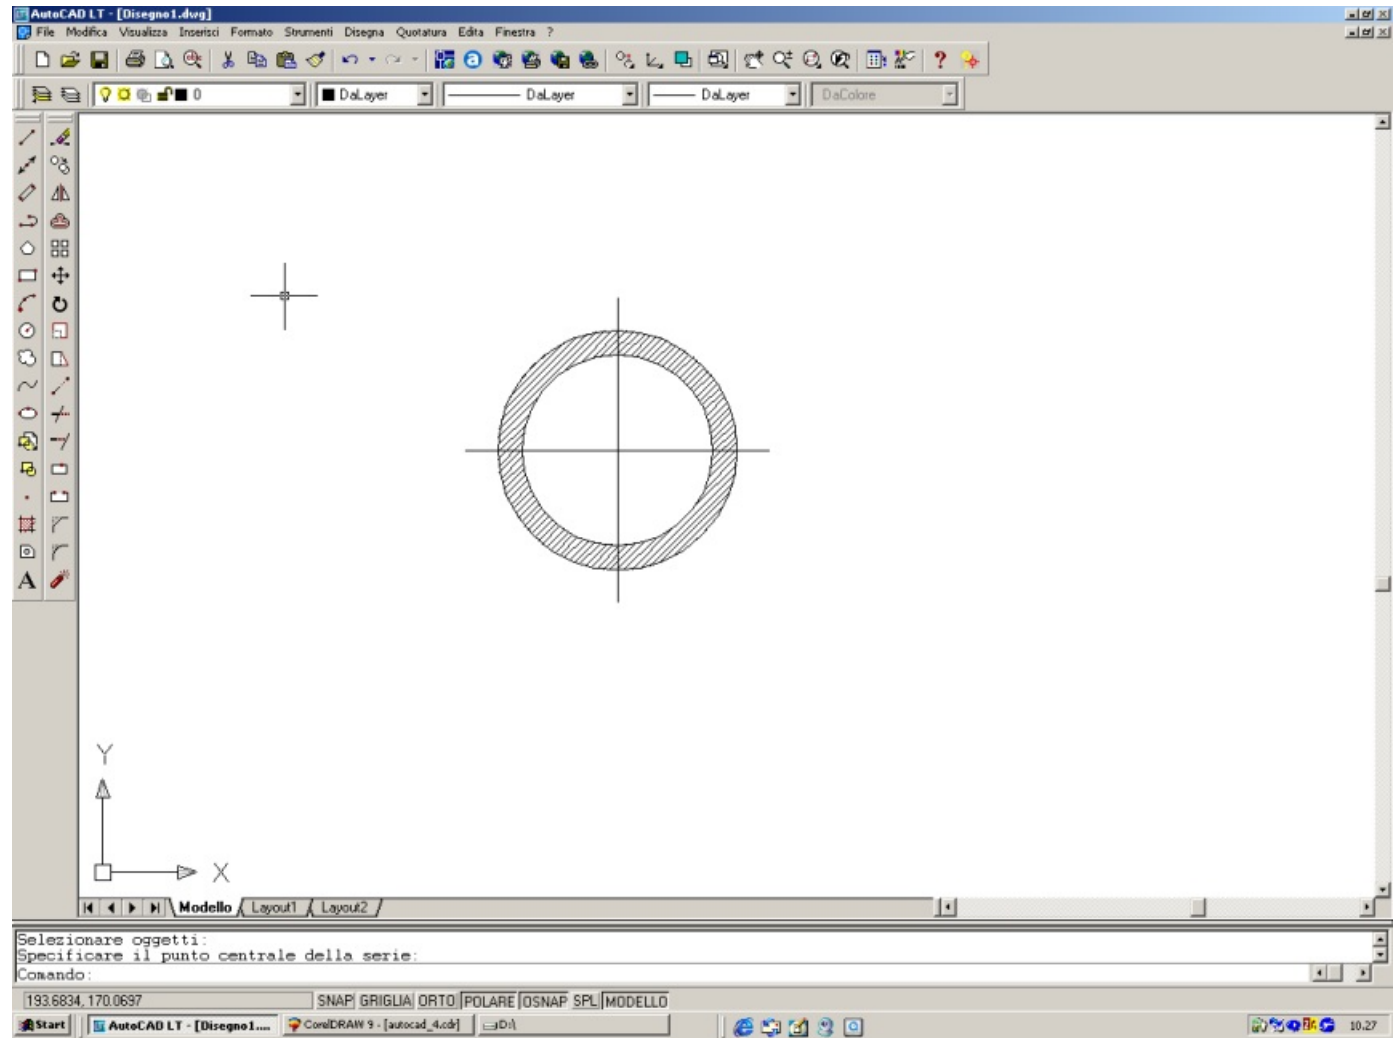 AutoCAD LT - [Disegno1.dwg]
File Modifica Visualizza Inserisci Formato Strumenti Disegna Quotatura Edita Finestra ?
0 DaLayer DaLayer DaLayer DaColore
A
Y
X
Modello Layout1 Layout2
Selezionare oggetti:
Specificare il punto centrale della serie:
Comando:
193.6834, 170.0697 SNAP GRIGLIA ORTO POLARE OSNAP SPL MODELLO
Start AutoCAD LT - [Disegno1.... CorelDRAW 9 - [autocad_4.cdr] D:\ 10.27